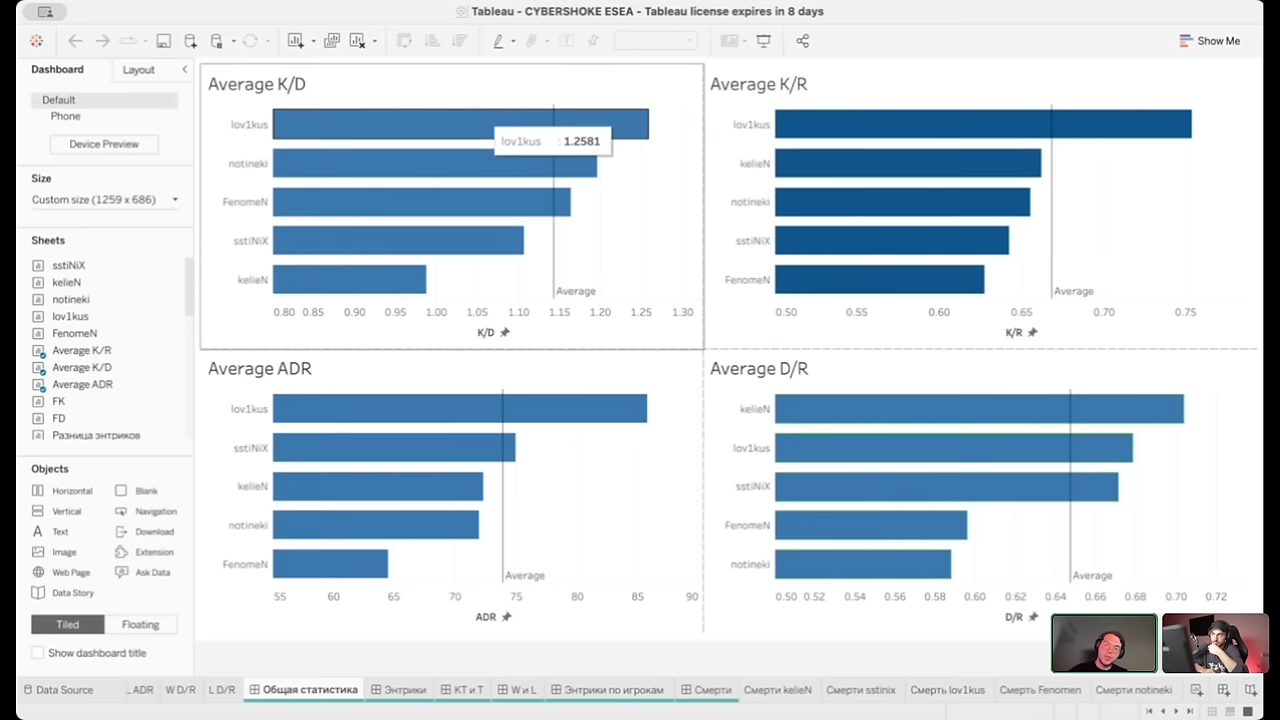 Tableau - CYBERSHOKE ESEA - Tableau license expires in 8 days
Show Me
Dashboard
Layout
Default
Phone
Device Preview
Size
Custom size (1259 x 686)
Sheets
sstiNiX
kelieN
notineki
lov1kus
FenomeN
Average K/R
Average K/D
Average ADR
FK
FD
Разница энтриков
Objects
Horizontal
Blank
Vertical
Navigation
Text
Download
Image
Extension
Web Page
Ask Data
Data Story
Tiled
Floating
Show dashboard title
Average K/D
lov1kus
lov1kus : 1.2581
notineki
FenomeN
sstiNiX
kelieN
Average
0.80 0.85 0.90 0.95 1.00 1.05 1.10 1.15 1.20 1.25 1.30
K/D
Average K/R
lov1kus
kelieN
notineki
sstiNiX
FenomeN
Average
0.50 0.55 0.60 0.65 0.70 0.75
K/R
Average ADR
lov1kus
sstiNiX
kelieN
notineki
FenomeN
Average
55 60 65 70 75 80 85 90
ADR
Average D/R
kelieN
lov1kus
sstiNiX
FenomeN
notineki
Average
0.50 0.52 0.54 0.56 0.58 0.60 0.62 0.64 0.66 0.68 0.70 0.72
D/R
Data Source
ADR
W D/R
L D/R
Общая статистика
Энтрики
КТ и Т
W и L
Энтрики по игрокам
Смерти
Смерти kelieN
Смерти sstinix
Смерть lov1kus
Смерть Fenomen
Смерти notineki